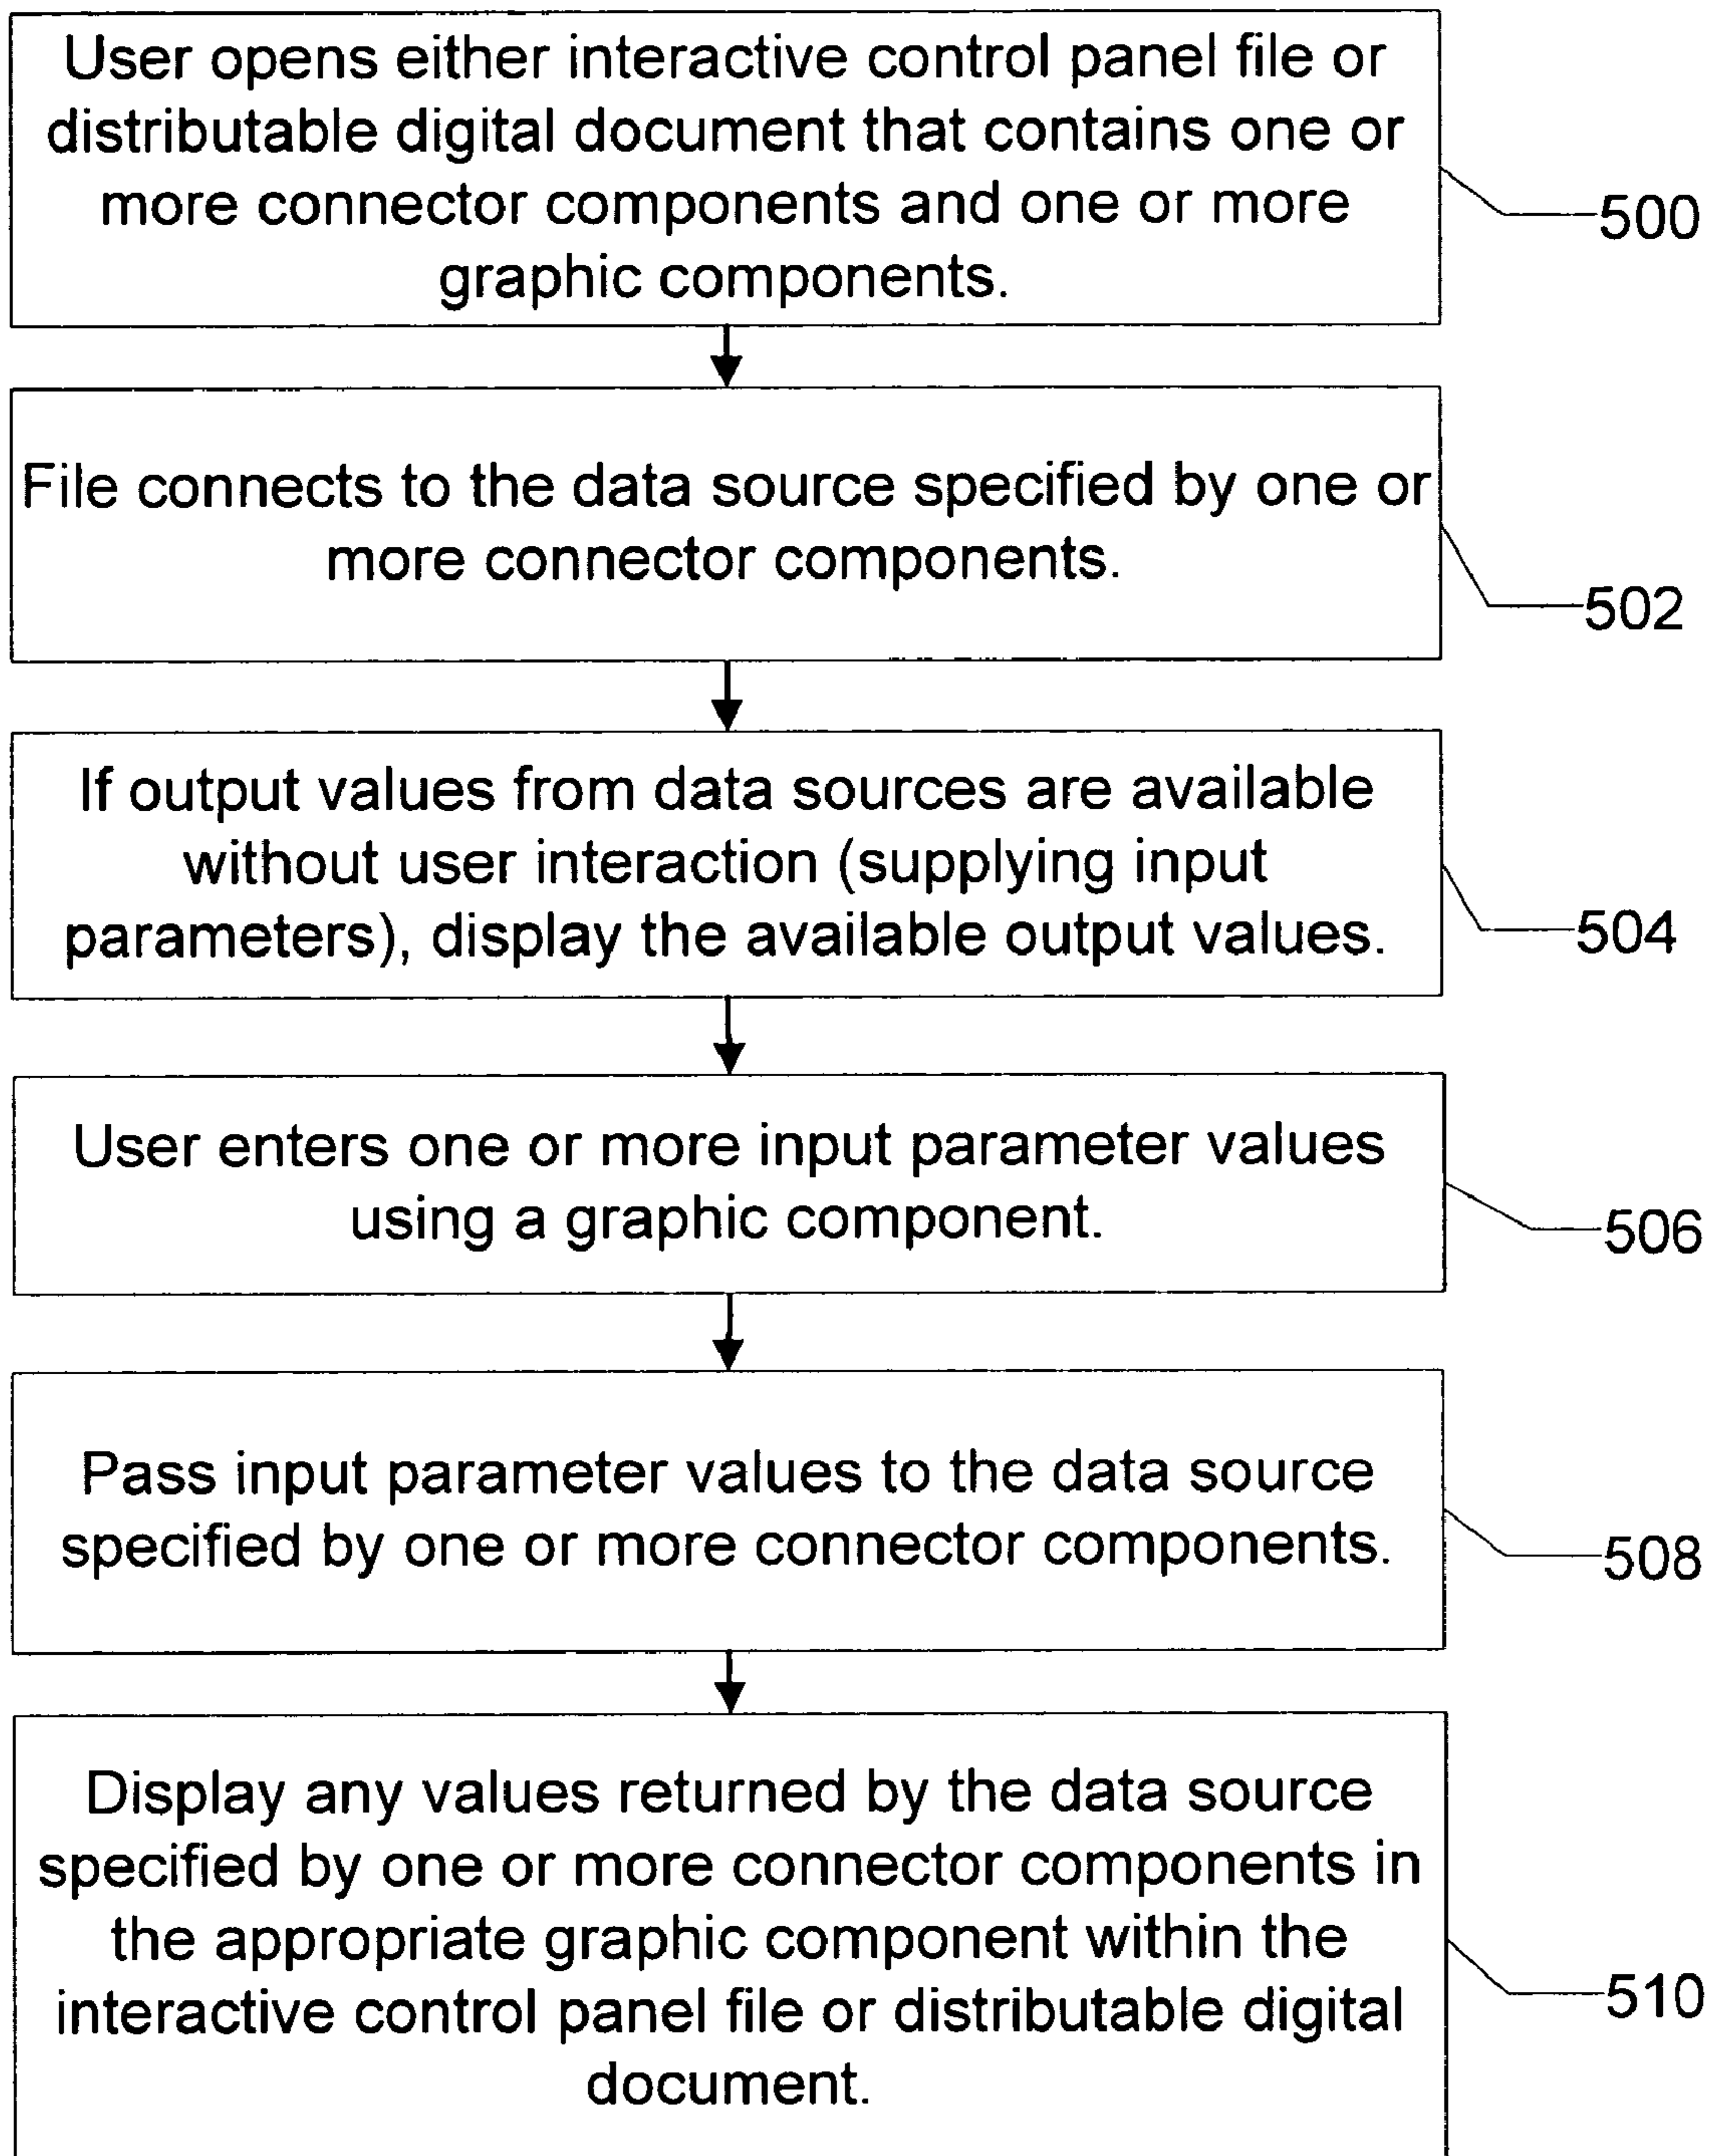 User opens either interactive control panel file or
distributable digital document that contains one or
more connector components and one or more
graphic components.
500
File connects to the data source specified by one or
more connector components.
502
If output values from data sources are available
without user interaction (supplying input
parameters), display the available output values.
504
User enters one or more input parameter values
using a graphic component.
506
Pass input parameter values to the data source
specified by one or more connector components.
508
Display any values returned by the data source
specified by one or more connector components in
the appropriate graphic component within the
interactive control panel file or distributable digital
document.
510